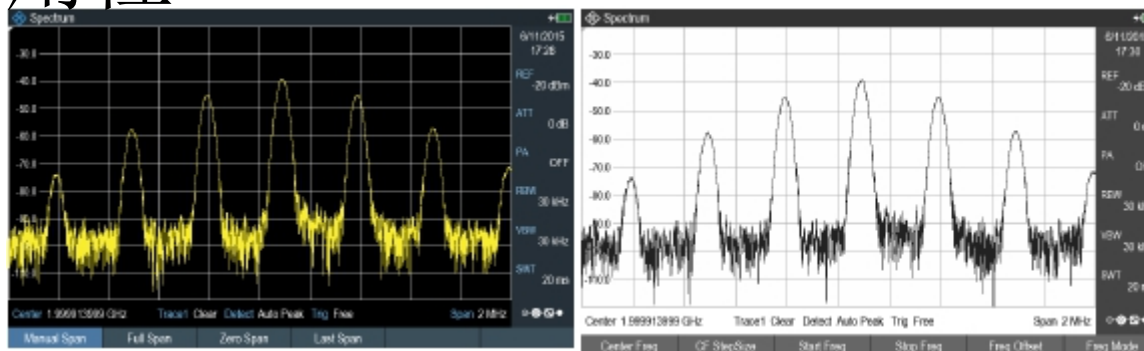 Spectrum
6/11/2015
17:28
-30.0
REF
-20 dBm
-40.0
ATT
-50.0
0 dB
-60.0
PA
OFF
-70.0
RBW
-80.0
30 kHz
VBW
30 kHz
SWT
20 ms
Center 1.999913999 GHz Trace1 Clear Detect Auto Peak Trig Free Span 2 MHz
Manual Span Full Span Zero Span Last Span
Spectrum
17:30
-30.0
REF
-40.0
ATT
-50.0
-60.0
PA
-70.0
RBW
-80.0
-90.0
VBW
SWT
Center 1.999913999 GHz Trace1 Clear Detect Auto Peak Trig Free Span 2 MHz
Center Freq CF StepSize Start Freq Stop Freq Freq Offset Freq Mode